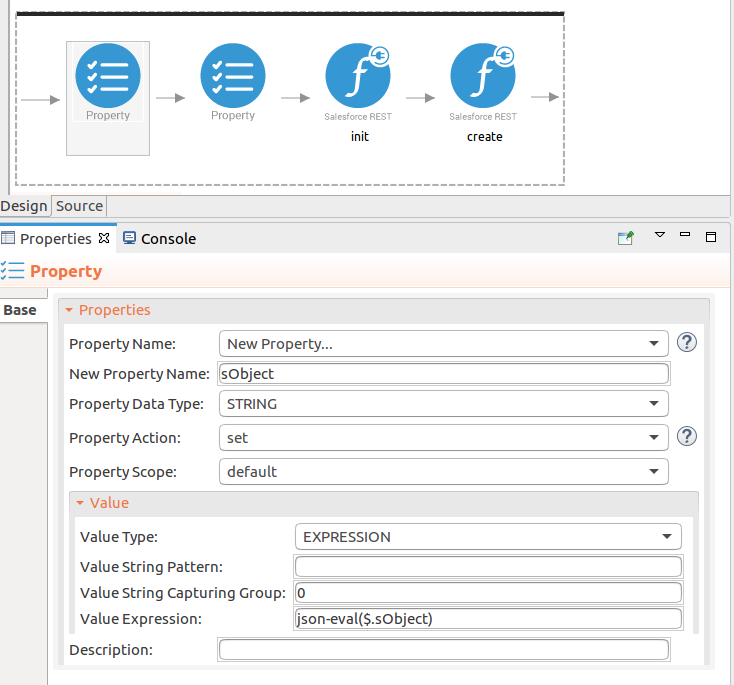 Property
Property
Salesforce REST
Salesforce REST
init
create
Design Source
Properties Console
Property
Base
Properties
Property Name: New Property...
New Property Name: sObject
Property Data Type: STRING
Property Action: set
Property Scope: default
Value
Value Type: EXPRESSION
Value String Pattern:
Value String Capturing Group: 0
Value Expression: json-eval($.sObject)
Description: